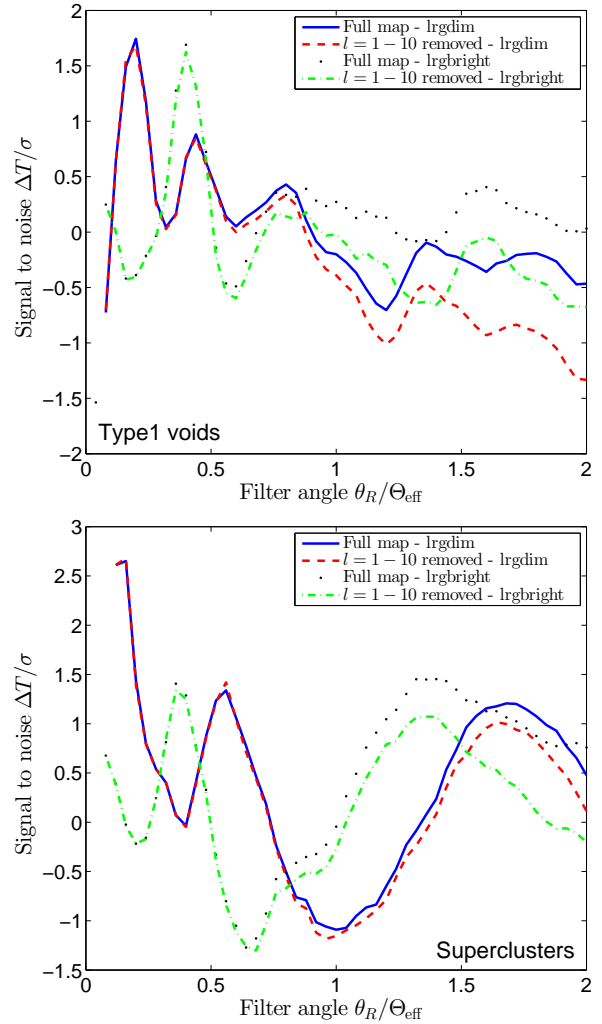 Full map - lrgdim
l = 1 − 10 removed - lrgdim
Full map - lrgbright
l = 1 − 10 removed - lrgbright
2
1.5
1
0.5
0
−0.5
−1
−1.5
−2
Signal to noise ΔT/σ
Type1 voids
0 0.5 1 1.5 2
Filter angle θ_R/Θ_eff
Full map - lrgdim
l = 1 − 10 removed - lrgdim
Full map - lrgbright
l = 1 − 10 removed - lrgbright
3
2.5
2
1.5
1
0.5
0
−0.5
−1
−1.5
Signal to noise ΔT/σ
Superclusters
0 0.5 1 1.5 2
Filter angle θ_R/Θ_eff